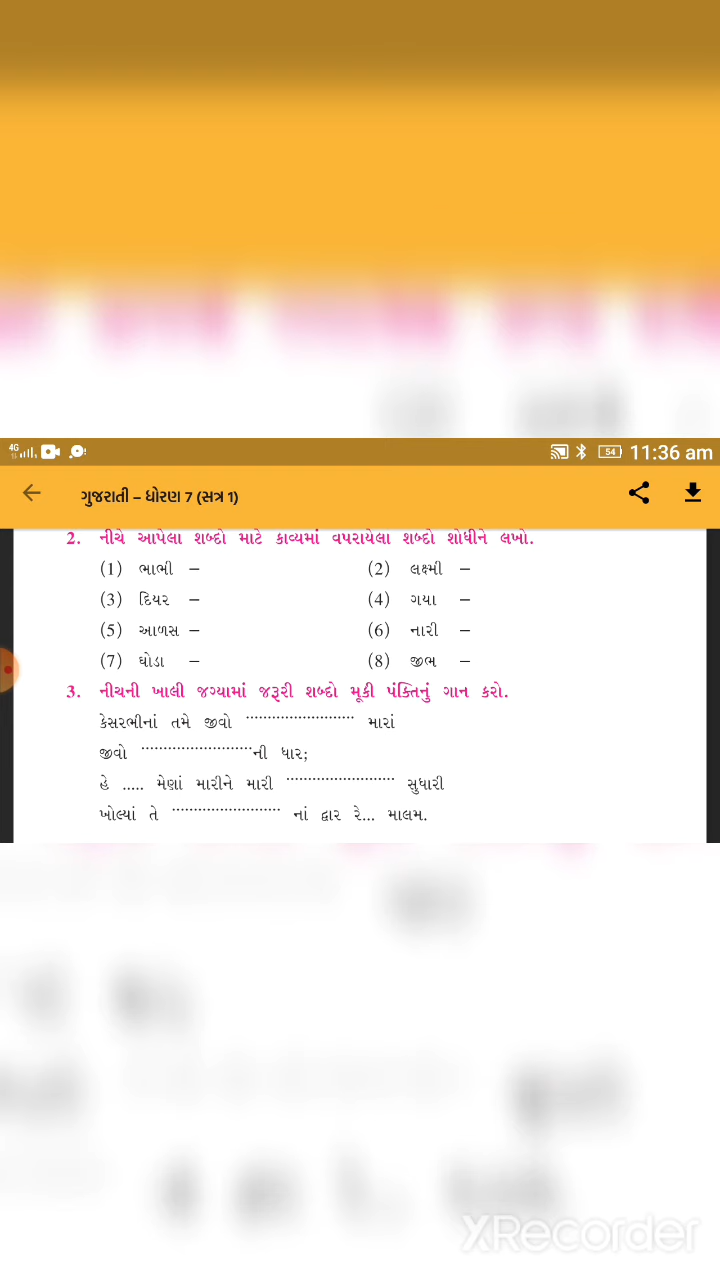 4G 54 11:36 am
ગુજરાતી – ધોરણ 7 (સત્ર 1)
2. નીચે આપેલા શબ્દો માટે કાવ્યમાં વપરાયેલા શબ્દો શોધીને લખો.
(1) ભાભી – (2) લક્ષ્મી –
(3) દિયર – (4) ગયા –
(5) આળસ – (6) નારી –
(7) ઘોડા – (8) જીભ –
3. નીચની ખાલી જગ્યામાં જરૂરી શબ્દો મૂકી પંક્તિનું ગાન કરો.
કેસરભીનાં તમે જીવો ........................ મારાં
જીવો ........................ની ધાર;
હે ..... મેણાં મારીને મારી ........................ સુધારી
ખોલ્યાં તે ........................ નાં દ્વાર રે... માલમ.
XRecorder